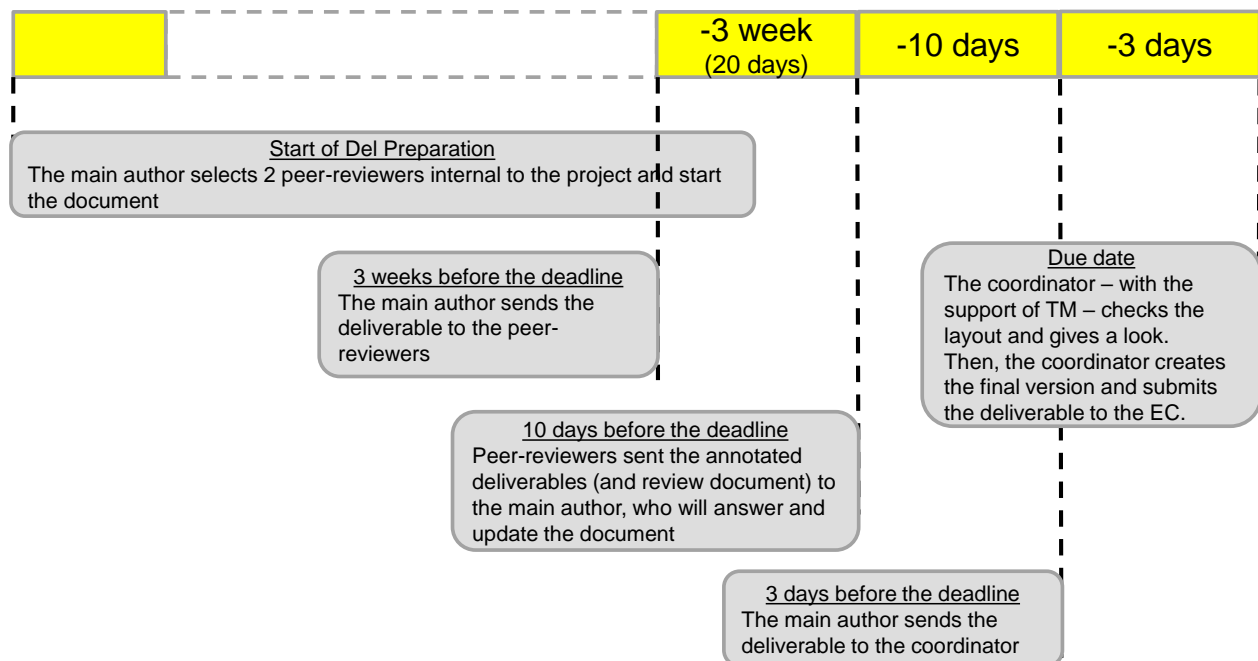 -3 week
(20 days)
-10 days
-3 days
Start of Del Preparation
The main author selects 2 peer-reviewers internal to the project and start
the document
3 weeks before the deadline
The main author sends the
deliverable to the peer-
reviewers
Due date
The coordinator – with the
support of TM – checks the
layout and gives a look.
Then, the coordinator creates
the final version and submits
the deliverable to the EC.
10 days before the deadline
Peer-reviewers sent the annotated
deliverables (and review document) to
the main author, who will answer and
update the document
3 days before the deadline
The main author sends the
deliverable to the coordinator